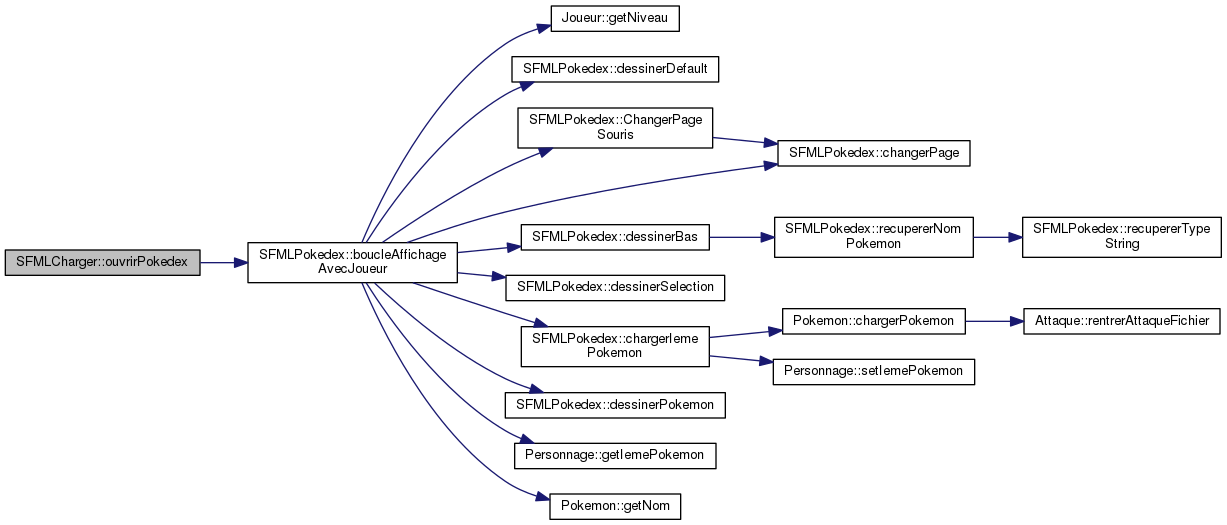 SFMLCharger::ouvrirPokedex
SFMLPokedex::boucleAffichage
AvecJoueur
Joueur::getNiveau
SFMLPokedex::dessinerDefault
SFMLPokedex::ChangerPage
Souris
SFMLPokedex::changerPage
SFMLPokedex::dessinerBas
SFMLPokedex::recupererNom
Pokemon
SFMLPokedex::recupererType
String
SFMLPokedex::dessinerSelection
SFMLPokedex::chargerIeme
Pokemon
Pokemon::chargerPokemon
Attaque::rentrerAttaqueFichier
Personnage::setIemePokemon
SFMLPokedex::dessinerPokemon
Personnage::getIemePokemon
Pokemon::getNom